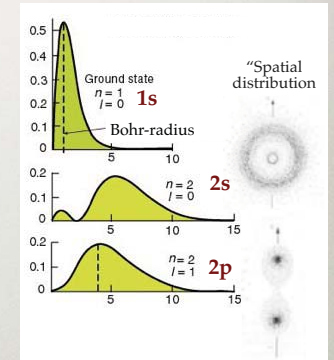 0.5
0.4
0.3
0.2
0.1
0
Ground state
n = 1
l = 0
1s
Bohr-radius
5
10
"Spatial
distribution
0.2
0.1
0
n = 2
l = 0
2s
5
10
15
0.2
0.1
0
n = 2
l = 1
2p
5
10
15